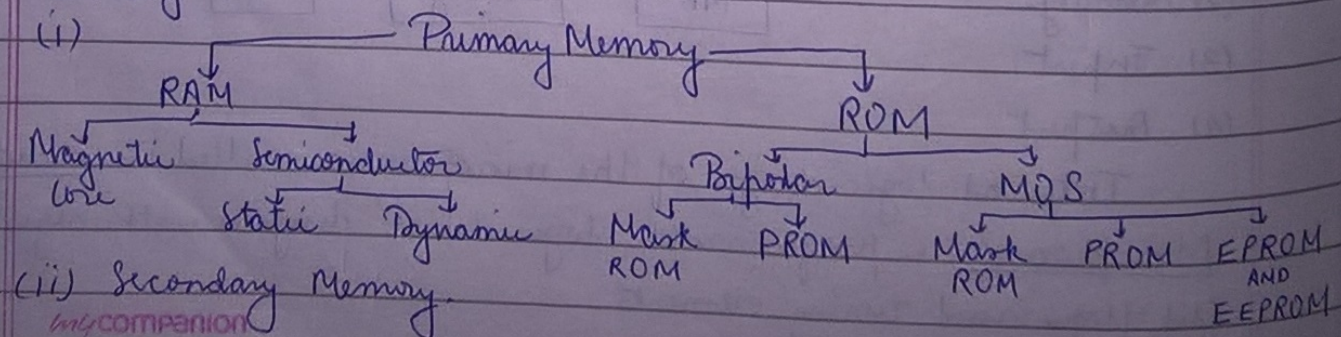 (i) Primary Memory
RAM ROM
Magnetic Semiconductor Bipolar MOS
Core
Static Dynamic Mask PROM Mask PROM EPROM
ROM ROM AND
(ii) Secondary Memory. EEPROM
mycompanion